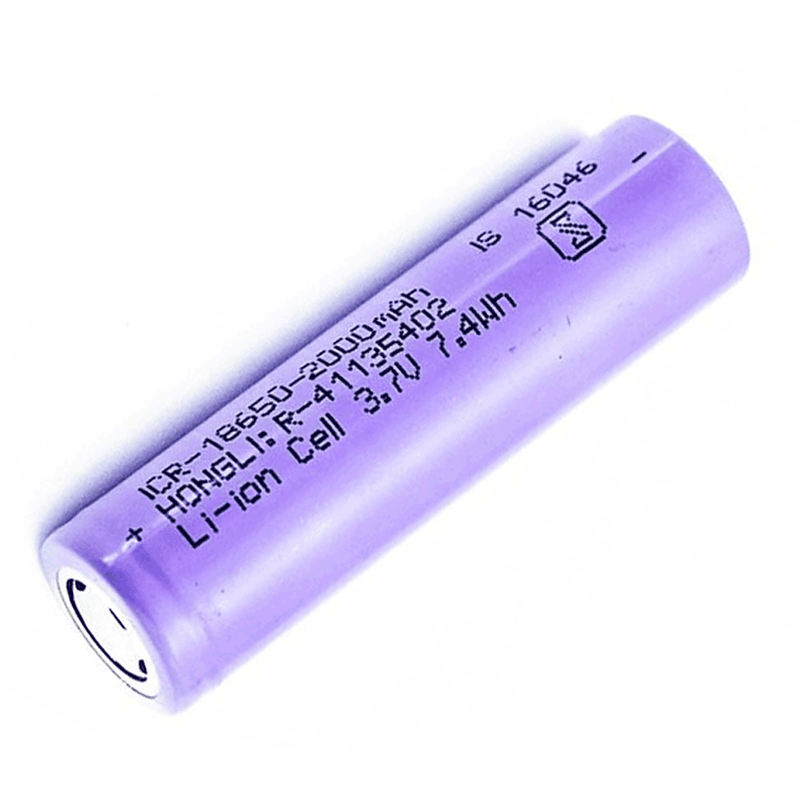 ICR-18650-2000mAh
HONGLI: R-41135402
Li-ion Cell 3.7V 7.4Wh
IS 16046
+
-